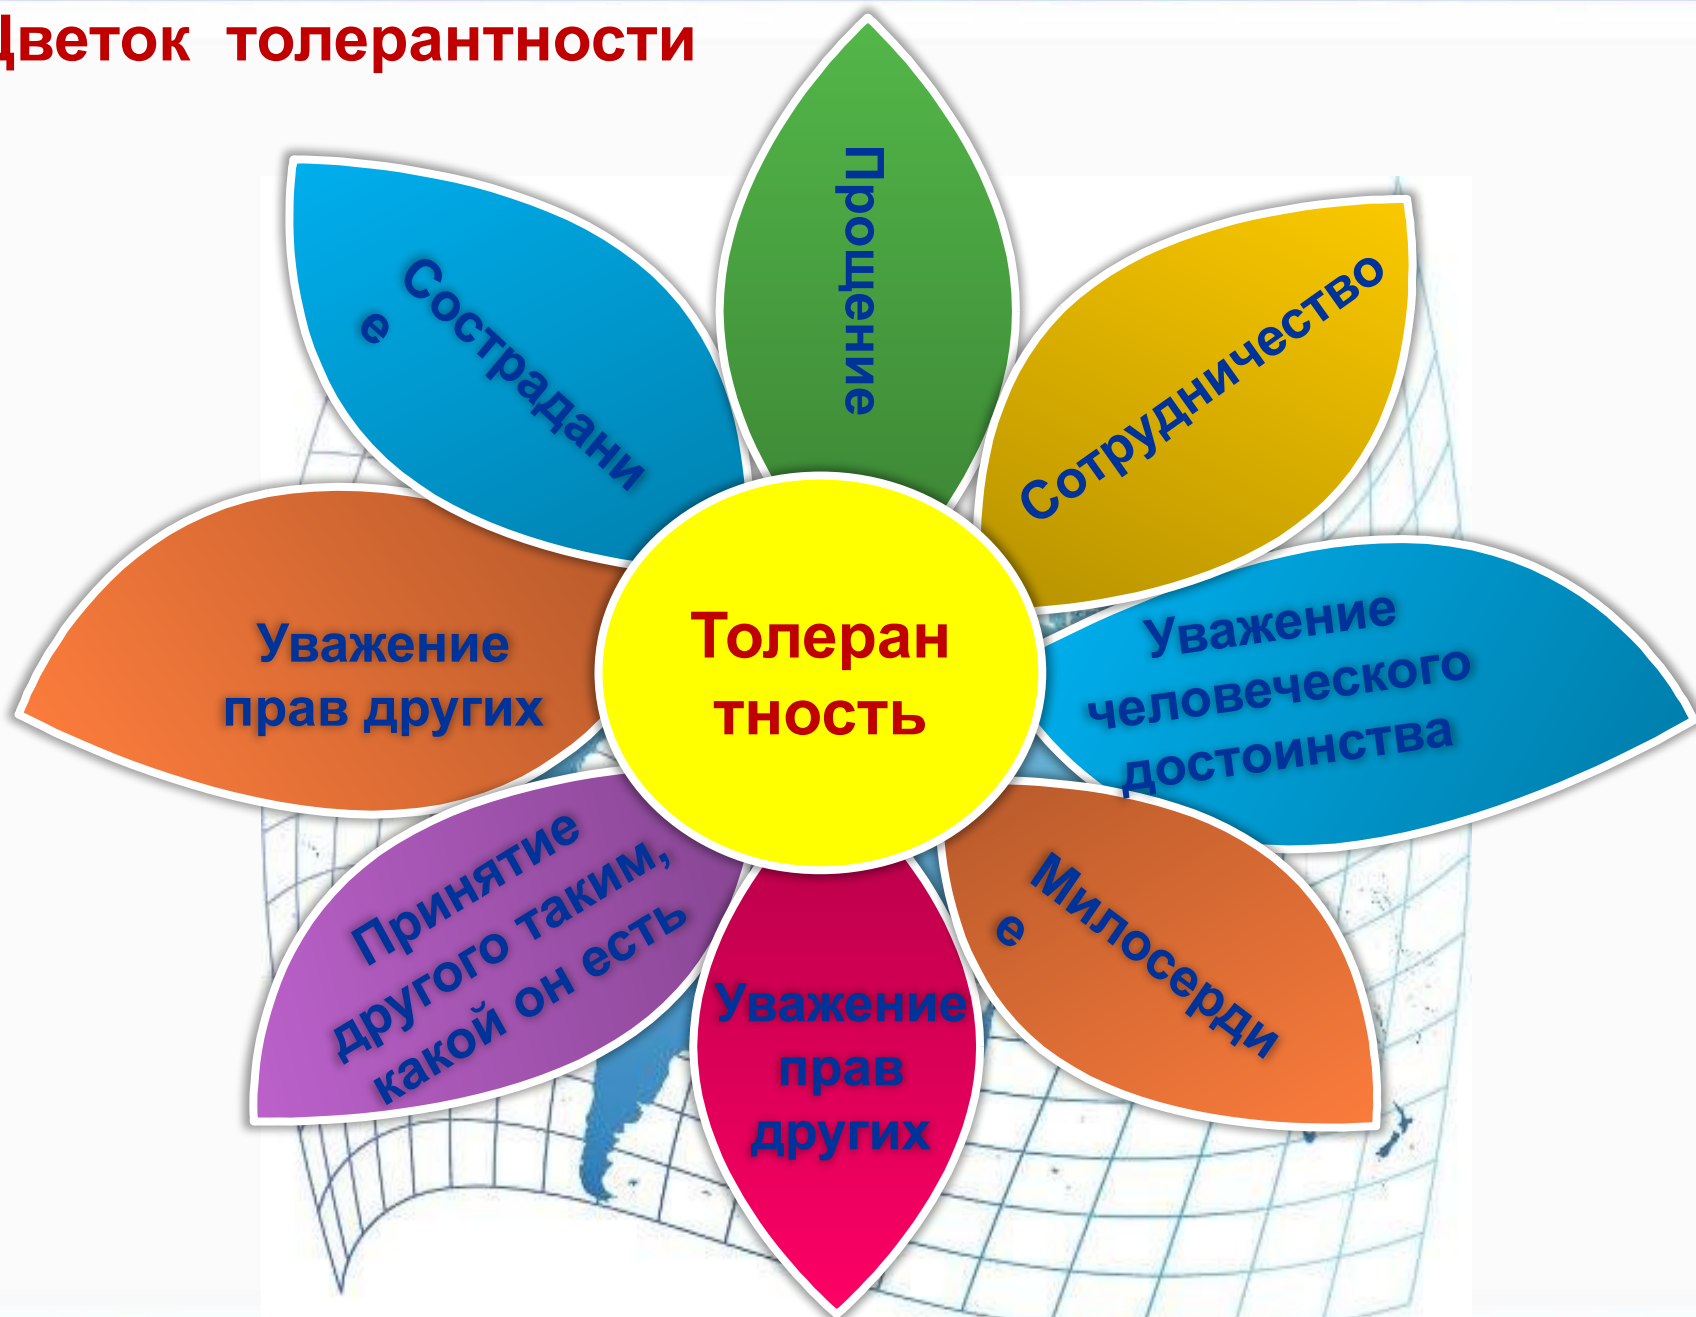 Цветок толерантности
Прощение
Сотрудничество
Уважение
человеческого
достоинства
Милосерди
е
Уважение
прав
других
Принятие
другого таким,
какой он есть
Уважение
прав других
Сострадани
е
Толеран
тность